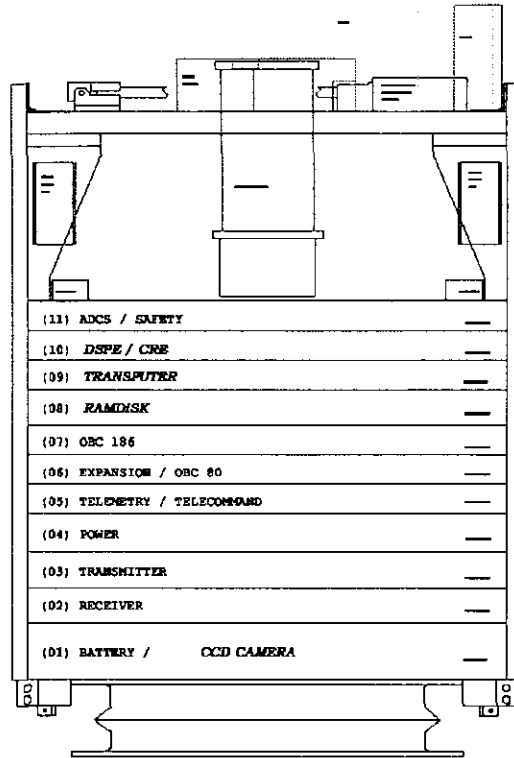 (11) ADCS / SAFETY
(10) DSPE / CRE
(09) TRANSPUTER
(08) RAMDISK
(07) OBC 186
(06) EXPANSION / OBC 80
(05) TELEMETRY / TELECOMMAND
(04) POWER
(03) TRANSMITTER
(02) RECEIVER
(01) BATTERY / CCD CAMERA